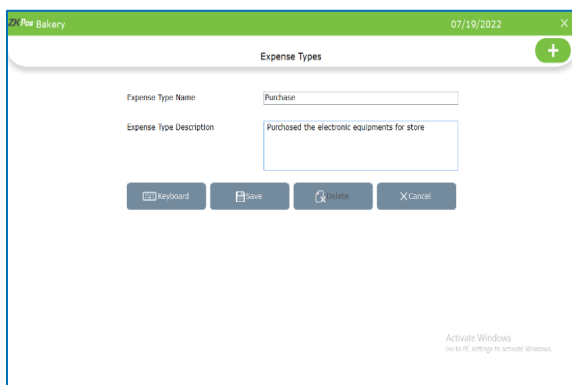 ZKPos Bakery 07/19/2022 X
Expense Types
+
Expense Type Name Purchase
Expense Type Description Purchased the electronic equipments for store
Keyboard Save Delete Cancel
Activate Windows
Go to PC settings to activate Windows.